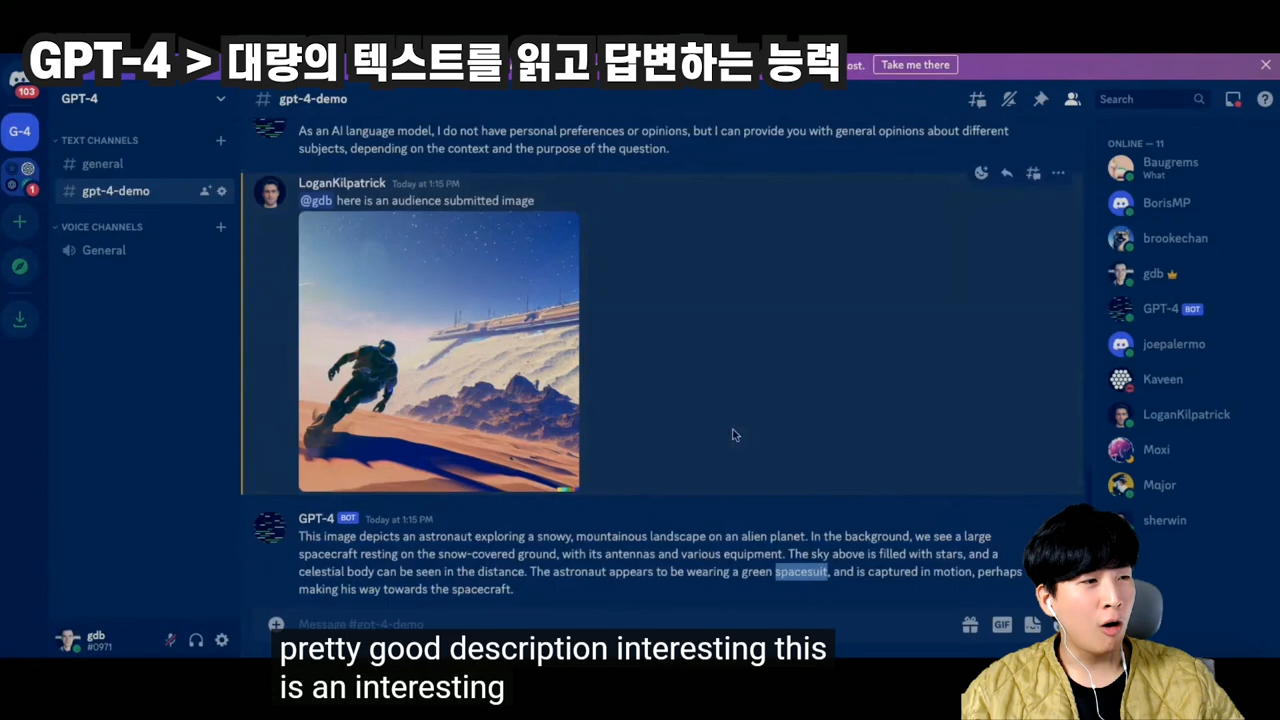 GPT-4 > 대량의 텍스트를 읽고 답변하는 능력
ost.
Take me there
103
GPT-4
# gpt-4-demo
Search
G-4
1
TEXT CHANNELS
# general
# gpt-4-demo
VOICE CHANNELS
General
As an AI language model, I do not have personal preferences or opinions, but I can provide you with general opinions about different
subjects, depending on the context and the purpose of the question.
LoganKilpatrick Today at 1:15 PM
@gdb here is an audience submitted image
GPT-4 BOT Today at 1:15 PM
This image depicts an astronaut exploring a snowy, mountainous landscape on an alien planet. In the background, we see a large
spacecraft resting on the snow-covered ground, with its antennas and various equipment. The sky above is filled with stars, and a
celestial body can be seen in the distance. The astronaut appears to be wearing a green spacesuit, and is captured in motion, perhaps
making his way towards the spacecraft.
Message #gpt-4-demo
GIF
gdb
#0971
ONLINE — 11
Baugrems
What
BorisMP
brookechan
gdb
GPT-4 BOT
joepalermo
Kaveen
LoganKilpatrick
Moxi
Major
sherwin
pretty good description interesting this
is an interesting